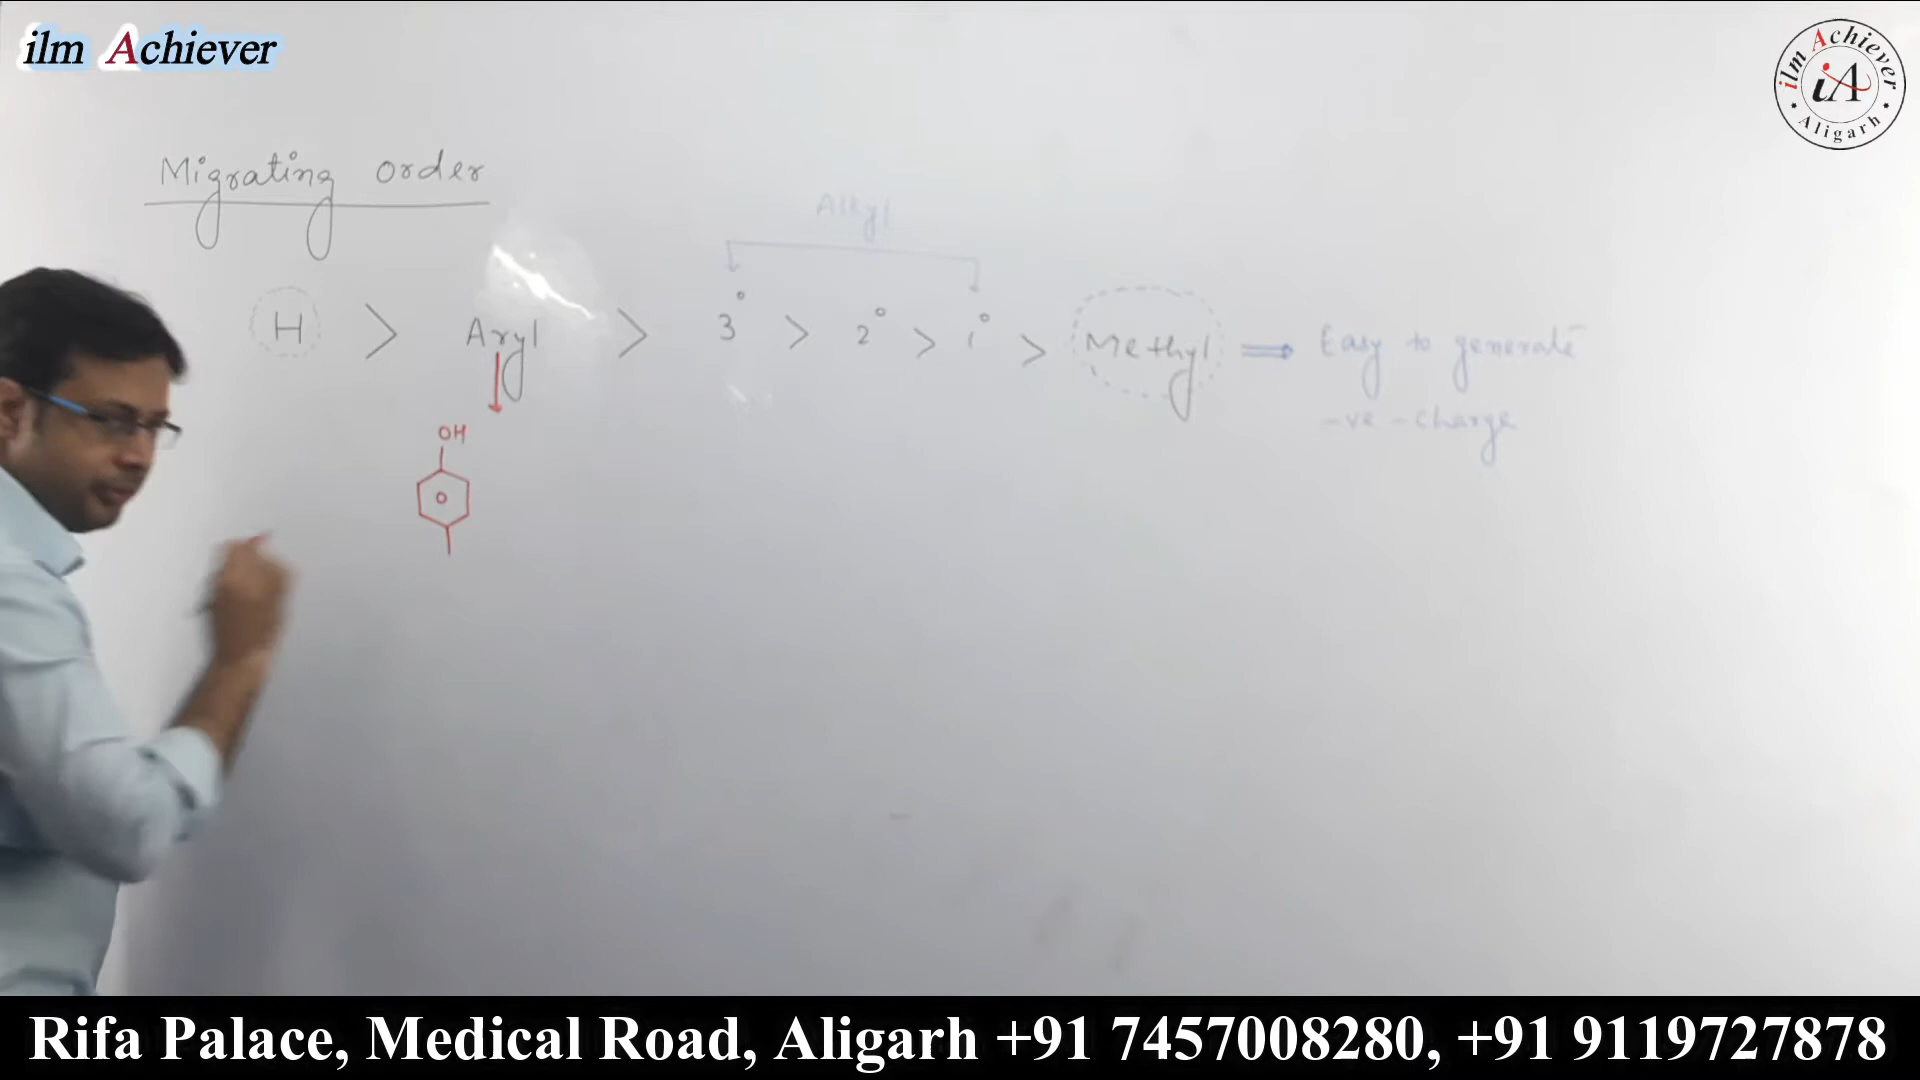 ilm Achiever
ilm Achiever
iA
Aligarh
Migrating order
Alkyl
H > Aryl > 3° > 2° > 1° > Methyl ⇒ Easy to generate
-ve -charge
OH
Rifa Palace, Medical Road, Aligarh +91 7457008280, +91 9119727878